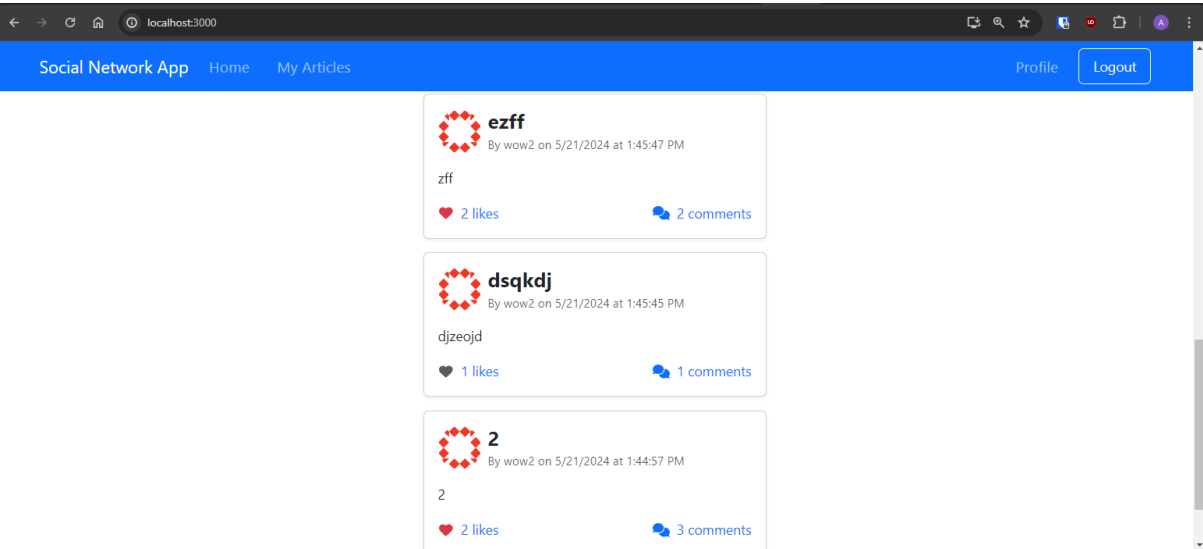 localhost:3000
A
Social Network App Home My Articles Profile Logout
ezff
By wow2 on 5/21/2024 at 1:45:47 PM
zff
2 likes 2 comments
dsqkdj
By wow2 on 5/21/2024 at 1:45:45 PM
djzeojd
1 likes 1 comments
2
By wow2 on 5/21/2024 at 1:44:57 PM
2
2 likes 3 comments